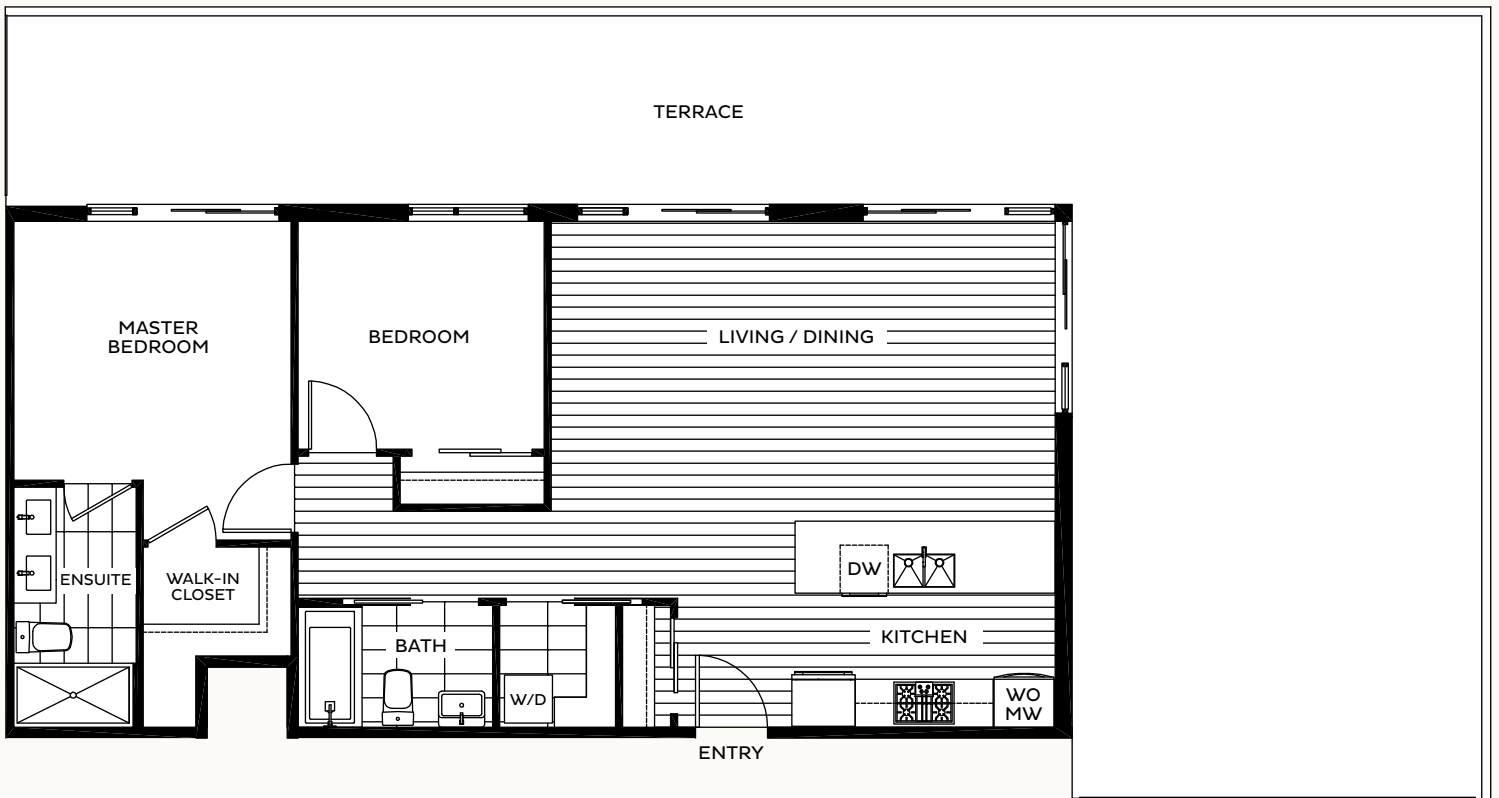 TERRACE
MASTER
BEDROOM
BEDROOM
LIVING / DINING
DW
ENSUITE
WALK-IN
CLOSET
BATH
KITCHEN
W/D
WO
MW
ENTRY